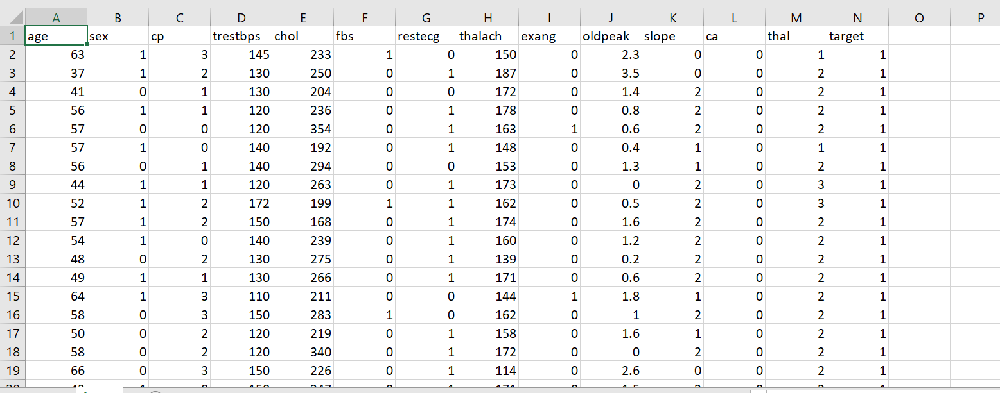 A B C D E F G H I J K L M N O P
1 age sex cp trestbps chol fbs restecg thalach exang oldpeak slope ca thal target
2 63 1 3 145 233 1 0 150 0 2.3 0 0 1 1
3 37 1 2 130 250 0 1 187 0 3.5 0 0 2 1
4 41 0 1 130 204 0 0 172 0 1.4 2 0 2 1
5 56 1 1 120 236 0 1 178 0 0.8 2 0 2 1
6 57 0 0 120 354 0 1 163 1 0.6 2 0 2 1
7 57 1 0 140 192 0 1 148 0 0.4 1 0 1 1
8 56 0 1 140 294 0 0 153 0 1.3 1 0 2 1
9 44 1 1 120 263 0 1 173 0 0 2 0 3 1
10 52 1 2 172 199 1 1 162 0 0.5 2 0 3 1
11 57 1 2 150 168 0 1 174 0 1.6 2 0 2 1
12 54 1 0 140 239 0 1 160 0 1.2 2 0 2 1
13 48 0 2 130 275 0 1 139 0 0.2 2 0 2 1
14 49 1 1 130 266 0 1 171 0 0.6 2 0 2 1
15 64 1 3 110 211 0 0 144 1 1.8 1 0 2 1
16 58 0 3 150 283 1 0 162 0 1 2 0 2 1
17 50 0 2 120 219 0 1 158 0 1.6 1 0 2 1
18 58 0 2 120 340 0 1 172 0 0 2 0 2 1
19 66 0 3 150 226 0 1 114 0 2.6 0 0 2 1